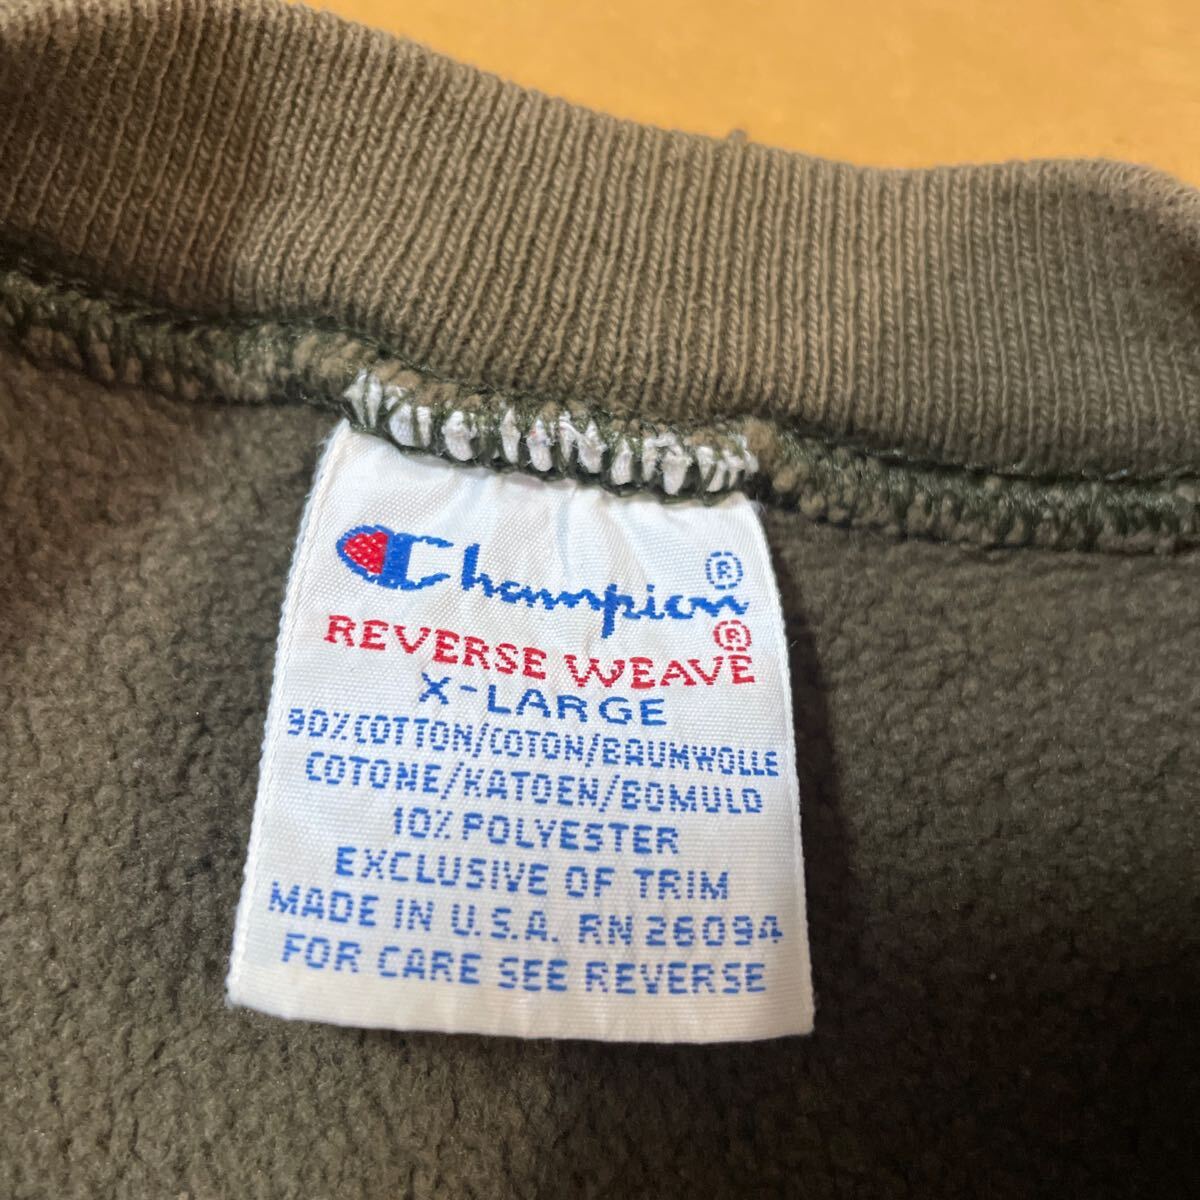 Champion®
REVERSE WEAVE®
X-LARGE
90% COTTON/COTON/BAUMWOLLE
COTONE/KATOEN/BOMULD
10% POLYESTER
EXCLUSIVE OF TRIM
MADE IN U.S.A. RN 26094
FOR CARE SEE REVERSE